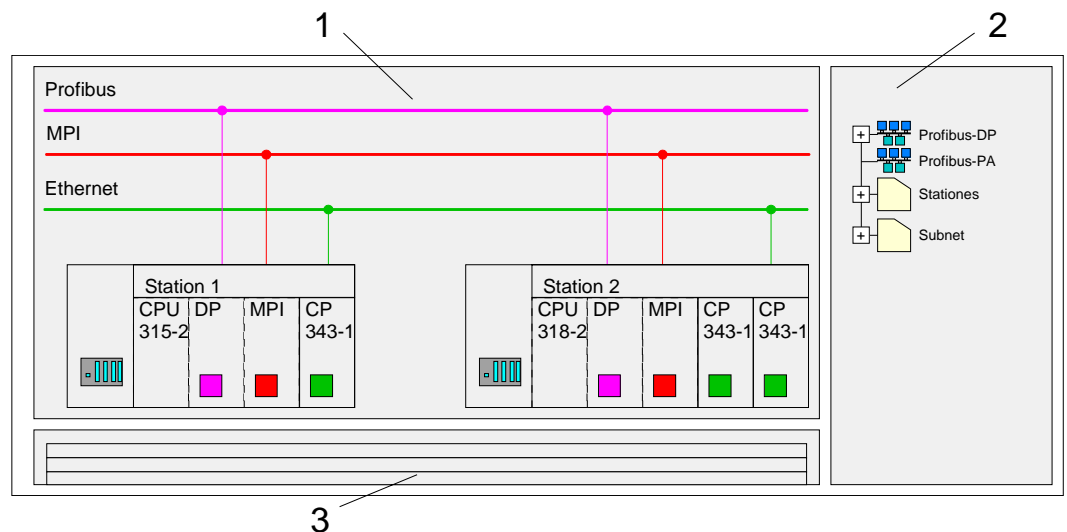 1
2
Profibus
MPI
Ethernet
Profibus-DP
Profibus-PA
Stationes
Subnet
Station 1
CPU 315-2
DP
MPI
CP 343-1
Station 2
CPU 318-2
DP
MPI
CP 343-1
CP 343-1
3